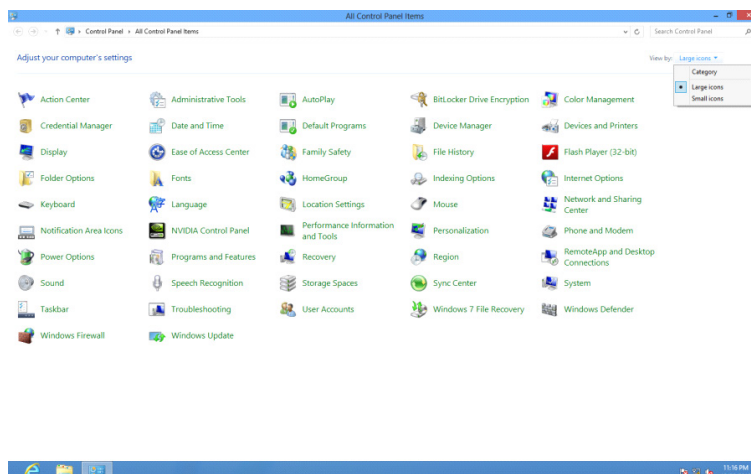 All Control Panel Items
Control Panel All Control Panel Items
Search Control Panel
Adjust your computer's settings
View by: Large icons
Category
Large icons
Small icons
Action Center Administrative Tools AutoPlay BitLocker Drive Encryption Color Management
Credential Manager Date and Time Default Programs Device Manager Devices and Printers
Display Ease of Access Center Family Safety File History Flash Player (32-bit)
Folder Options Fonts HomeGroup Indexing Options Internet Options
Keyboard Language Location Settings Mouse Network and Sharing
Center
Notification Area Icons NVIDIA Control Panel Performance Information
and Tools
Personalization Phone and Modem
Power Options Programs and Features Recovery Region RemoteApp and Desktop
Connections
Sound Speech Recognition Storage Spaces Sync Center System
Taskbar Troubleshooting User Accounts Windows 7 File Recovery Windows Defender
Windows Firewall Windows Update
11:16 PM